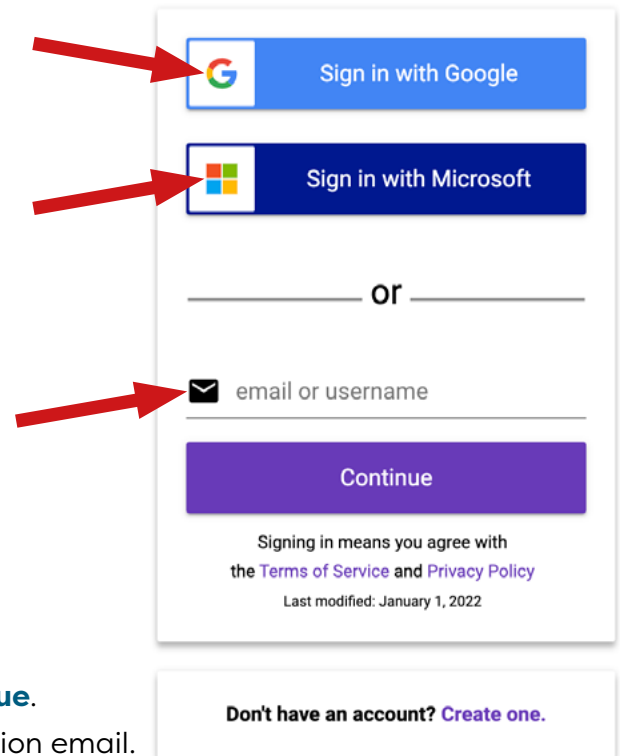 Sign in with Google
Sign in with Microsoft
or
email or username
Continue
Signing in means you agree with
the Terms of Service and Privacy Policy
Last modified: January 1, 2022
Don't have an account? Create one.
email.